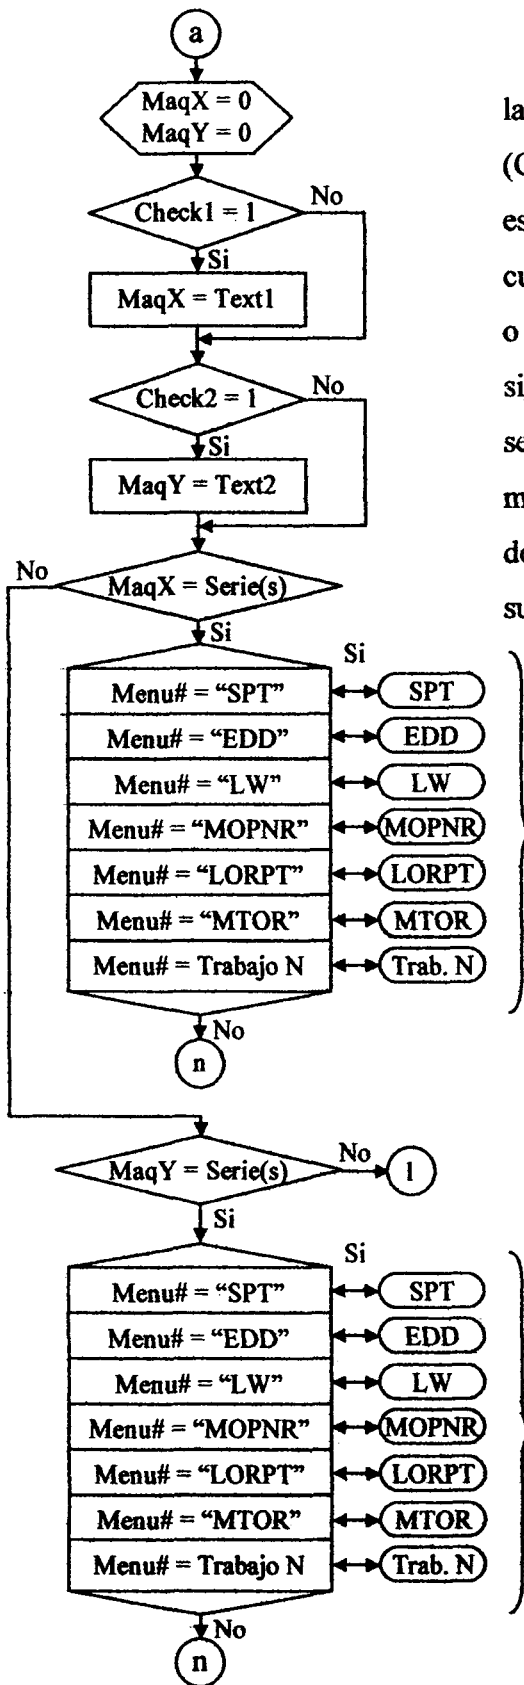 a
MaqX = 0
MaqY = 0
Check1 = 1
No
Si
MaqX = Text1
Check2 = 1
No
Si
MaqY = Text2
No
MaqX = Serie(s)
Si
Si
Menu# = “SPT”
SPT
Menu# = “EDD”
EDD
Menu# = “LW”
LW
Menu# = “MOPNR”
MOPNR
Menu# = “LORPT”
LORPT
Menu# = “MTOR”
MTOR
Menu# = Trabajo N
Trab. N
No
n
MaqY = Serie(s)
No
1
Si
Si
Menu# = “SPT”
SPT
Menu# = “EDD”
EDD
Menu# = “LW”
LW
Menu# = “MOPNR”
MOPNR
Menu# = “LORPT”
LORPT
Menu# = “MTOR”
MTOR
Menu# = Trabajo N
Trab. N
No
n
la
es
o
si